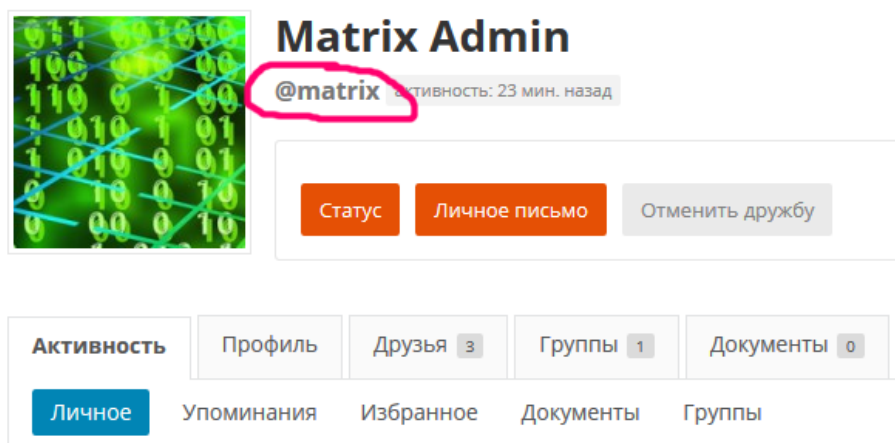 Matrix Admin
@matrix активность: 23 мин. назад
Статус Личное письмо Отменить дружбу
Активность Профиль Друзья 3 Группы 1 Документы 0
Личное Упоминания Избранное Документы Группы